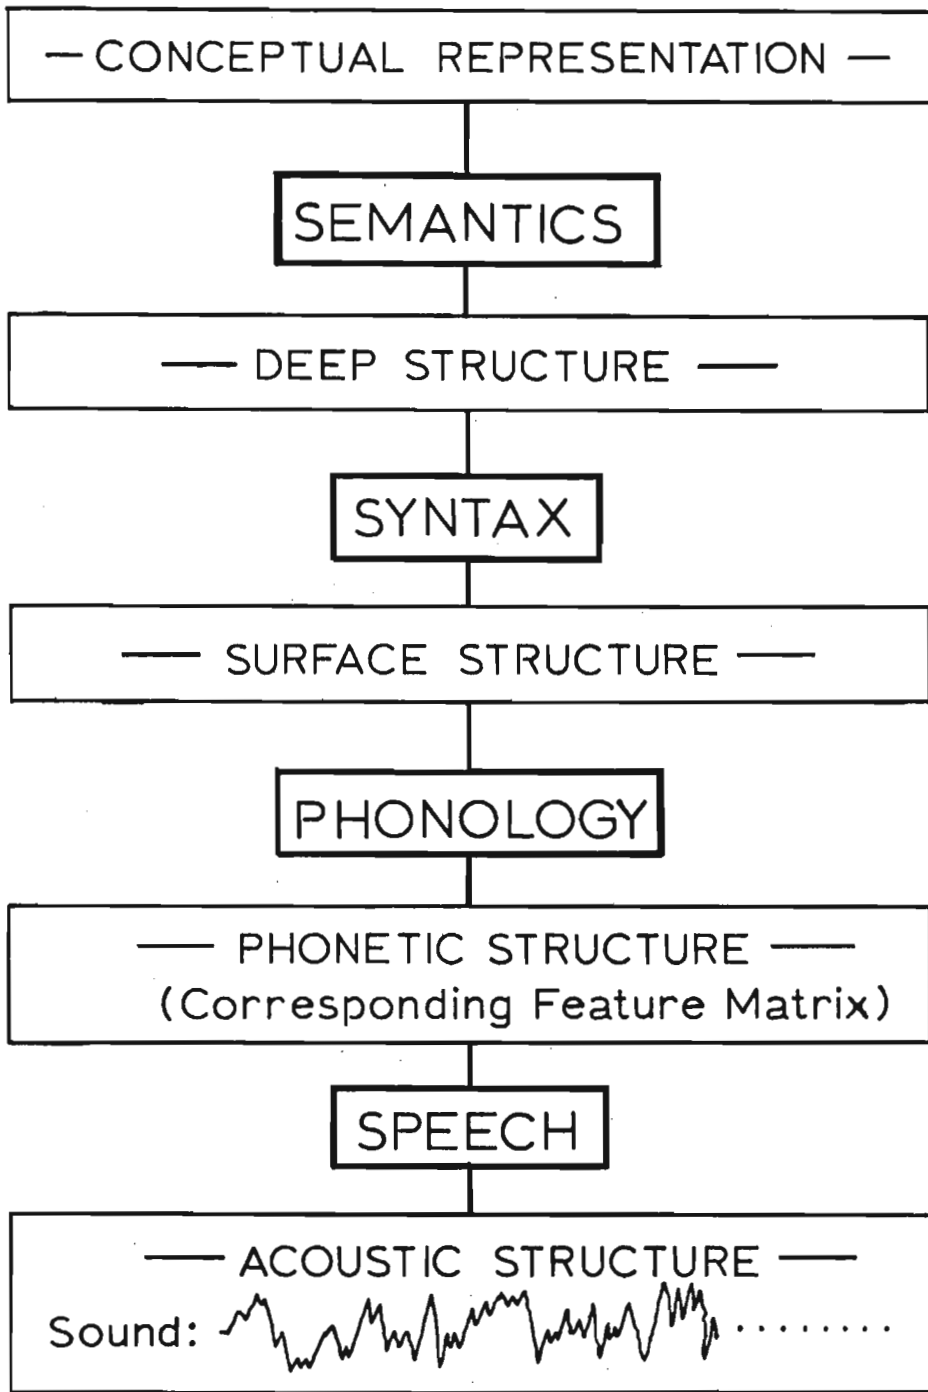 — CONCEPTUAL REPRESENTATION —
SEMANTICS
— DEEP STRUCTURE —
SYNTAX
— SURFACE STRUCTURE —
PHONOLOGY
— PHONETIC STRUCTURE —
(Corresponding Feature Matrix)
SPEECH
— ACOUSTIC STRUCTURE —
Sound: ........